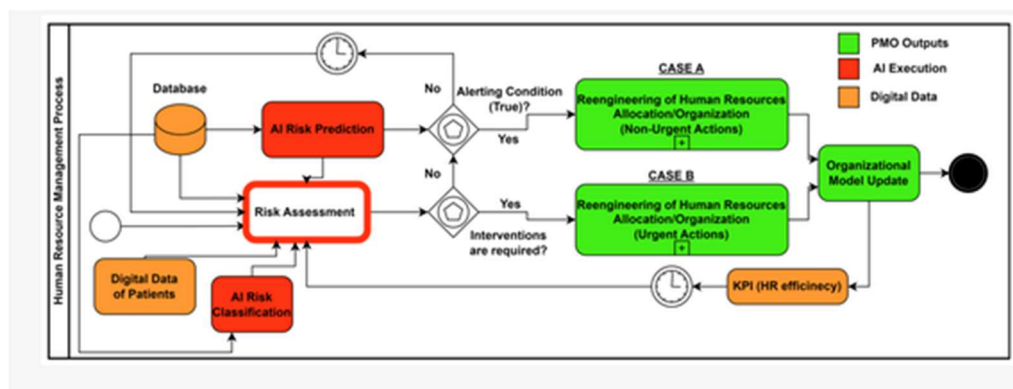 Human Resource Management Process
Database
AI Risk Prediction
Risk Assessment
Digital Data
of Patients
AI Risk
Classification
No
Alerting Condition
(True)?
Yes
No
Yes
Interventions
are required?
CASE A
Reengineering of Human Resources
Allocation/Organization
(Non-Urgent Actions)
CASE B
Reengineering of Human Resources
Allocation/Organization
(Urgent Actions)
Organizational
Model Update
KPI (HR efficinecy)
PMO Outputs
AI Execution
Digital Data